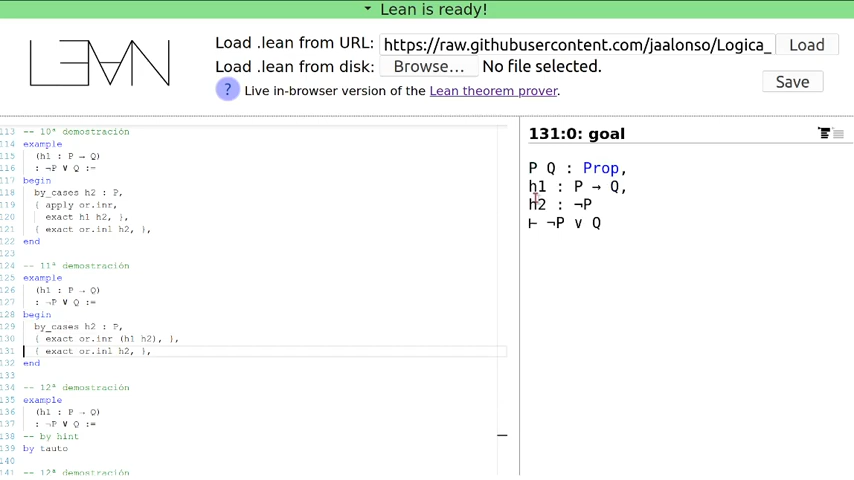 Lean is ready!
LEAN
Load .lean from URL: https://raw.githubusercontent.com/jaalonso/Logica_ Load
Load .lean from disk: Browse... No file selected.
? Live in-browser version of the Lean theorem prover.
Save
113 -- 10ª demostración
114 example
115 (h1 : P → Q)
116 : ¬P ∨ Q :=
117 begin
118 by_cases h2 : P,
119 { apply or.inr,
120 exact h1 h2, },
121 { exact or.inl h2, },
122 end
123
124 -- 11ª demostración
125 example
126 (h1 : P → Q)
127 : ¬P ∨ Q :=
128 begin
129 by_cases h2 : P,
130 { exact or.inr (h1 h2), },
131 { exact or.inl h2, },
132 end
133
134 -- 12ª demostración
135 example
136 (h1 : P → Q)
137 : ¬P ∨ Q :=
138 -- by hint
139 by tauto
140
141 -- 12ª demostración
131:0: goal
P Q : Prop,
h1 : P → Q,
h2 : ¬P
⊢ ¬P ∨ Q